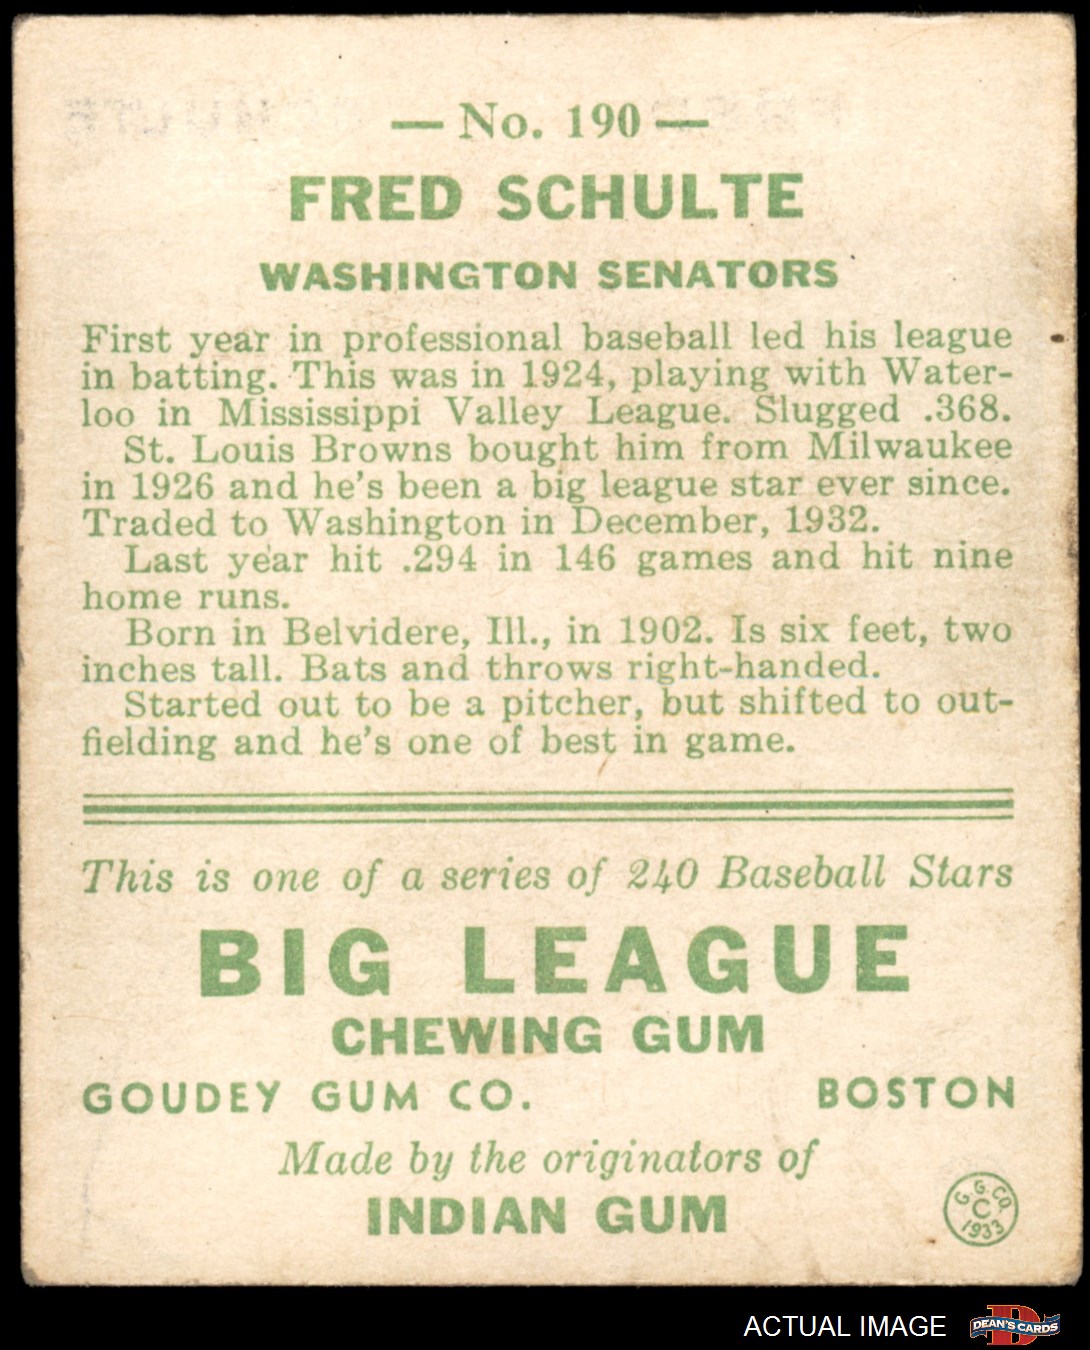 — No. 190 —
FRED SCHULTE
WASHINGTON SENATORS
First year in professional baseball led his league
in batting. This was in 1924, playing with Water-
loo in Mississippi Valley League. Slugged .368.
St. Louis Browns bought him from Milwaukee
in 1926 and he's been a big league star ever since.
Traded to Washington in December, 1932.
Last year hit .294 in 146 games and hit nine
home runs.
Born in Belvidere, Ill., in 1902. Is six feet, two
inches tall. Bats and throws right-handed.
Started out to be a pitcher, but shifted to out-
fielding and he's one of best in game.
This is one of a series of 240 Baseball Stars
BIG LEAGUE
CHEWING GUM
GOUDEY GUM CO. BOSTON
Made by the originators of
INDIAN GUM
G. G. CO.
C
1933
ACTUAL IMAGE
D
DEAN'S CARDS